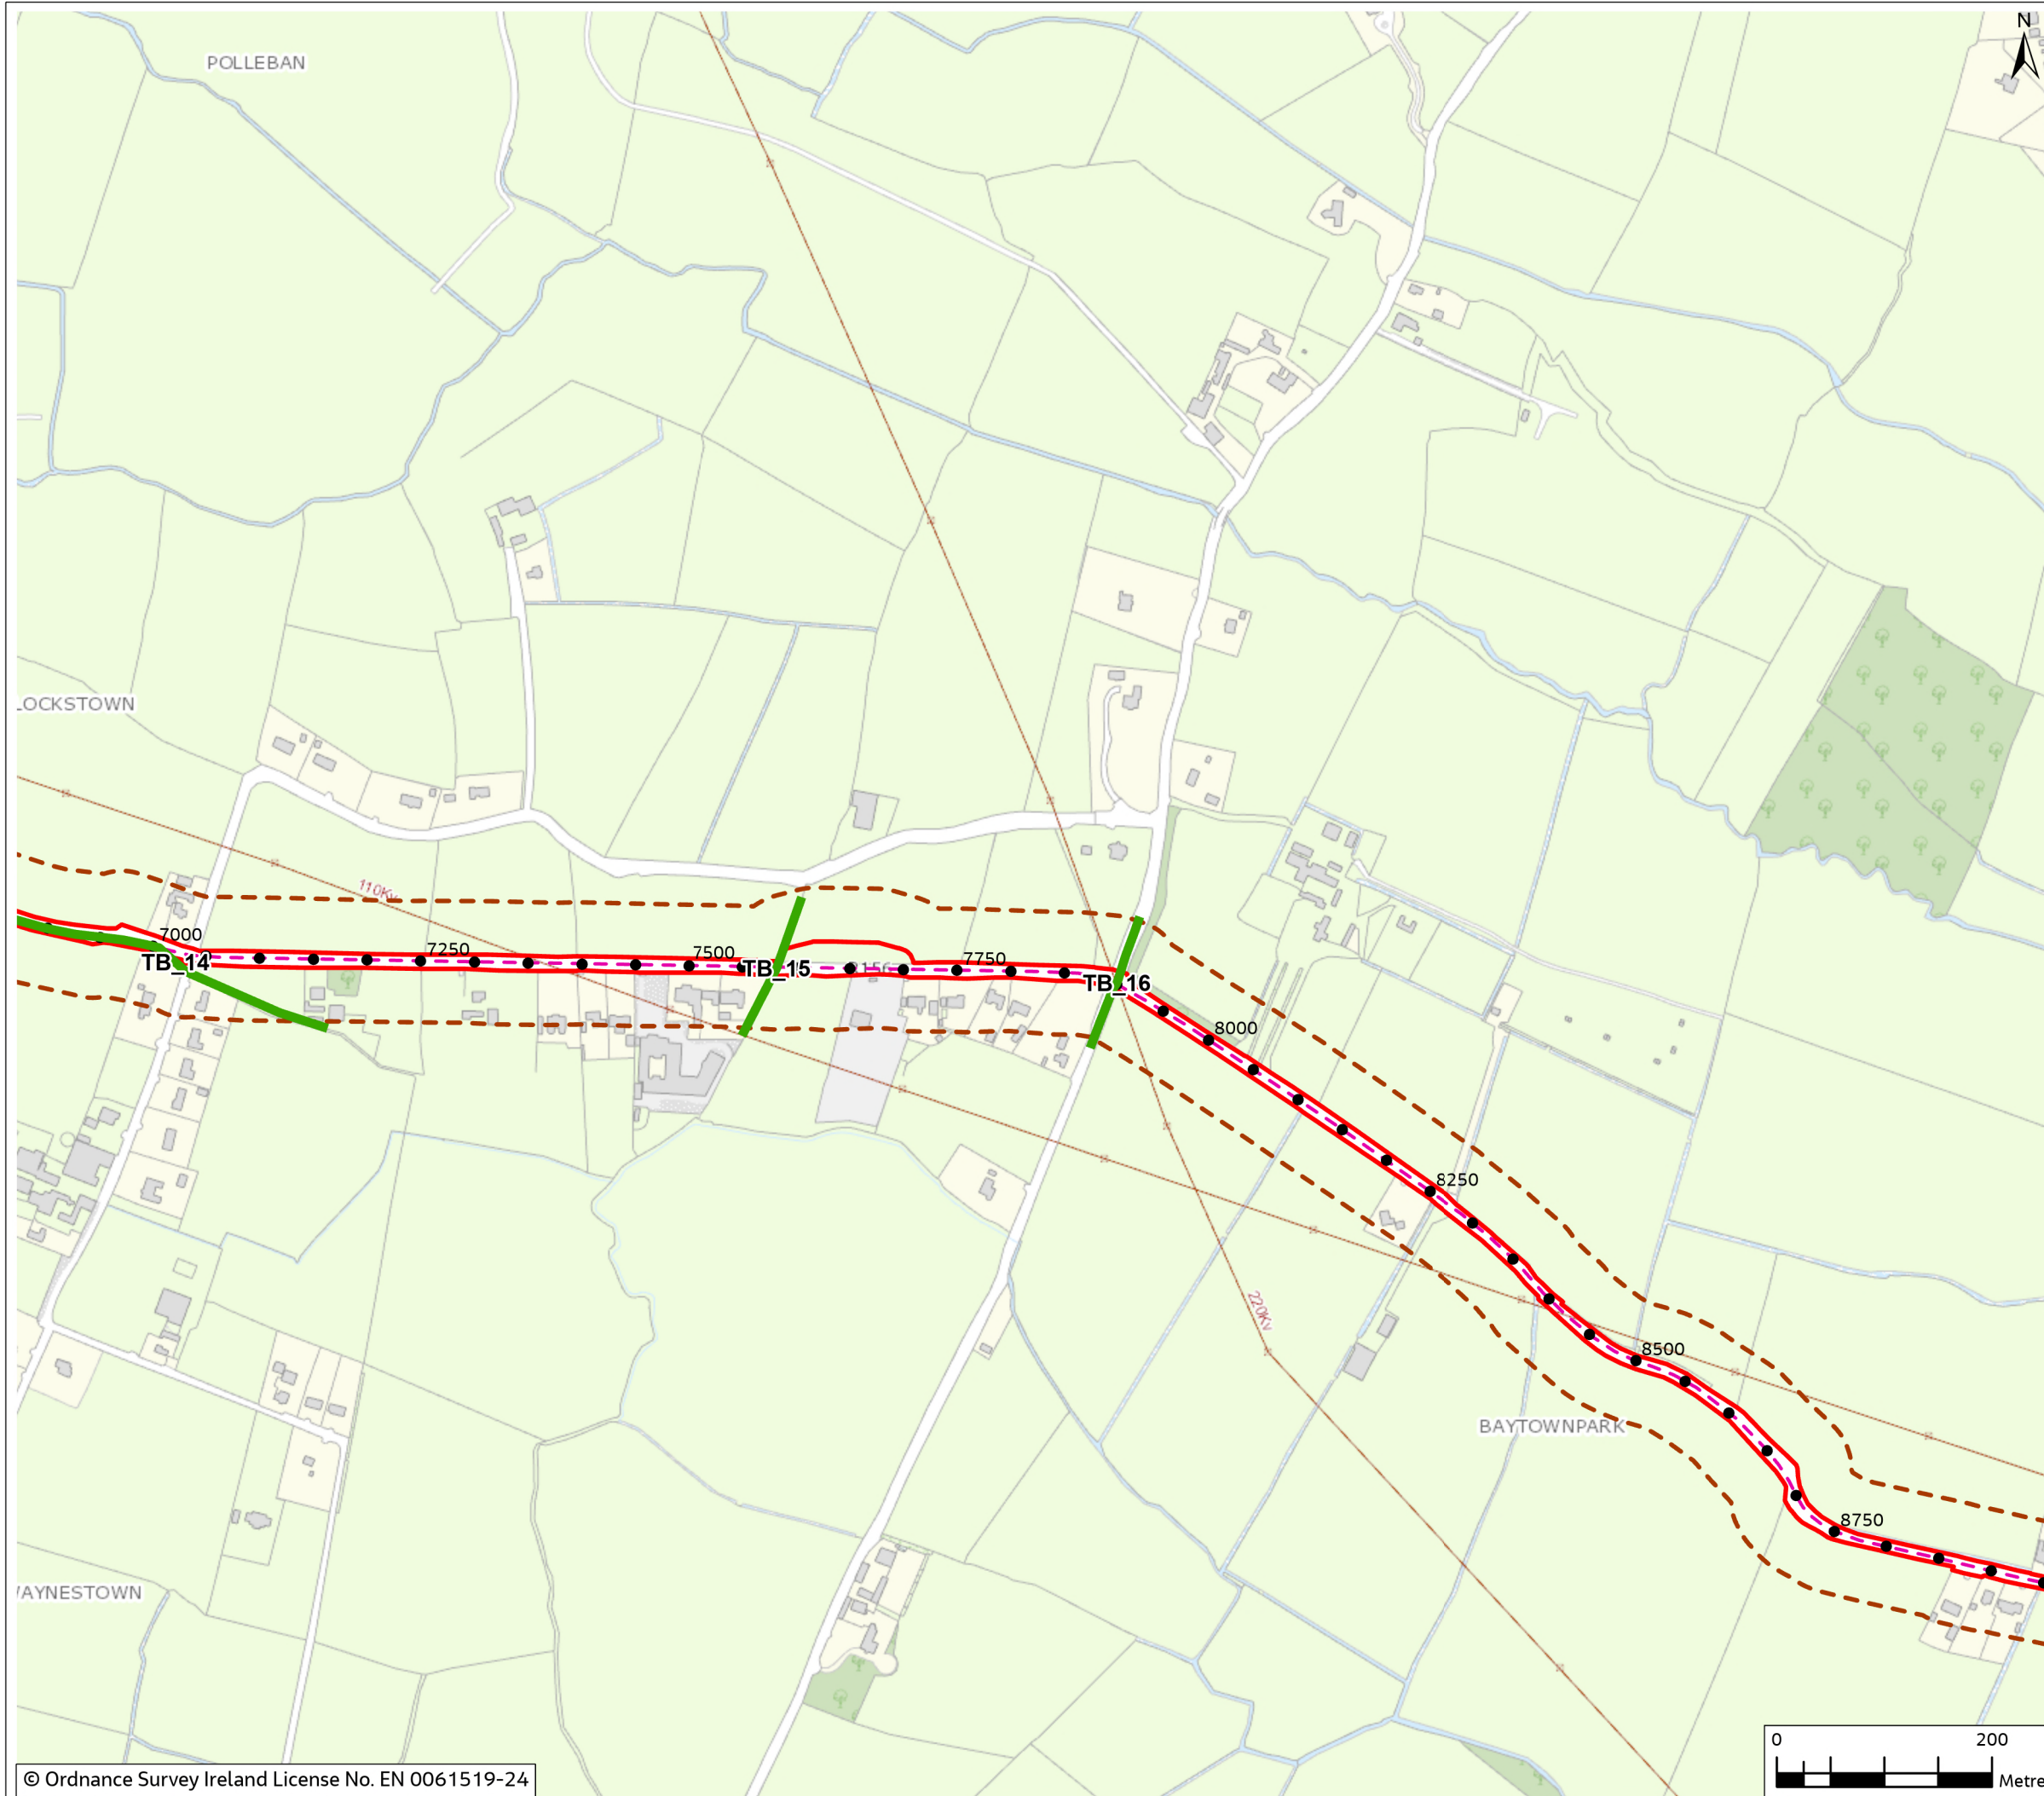 N
POLLEBAN
LOCKSTOWN
110Kv
7000
7250
7500
7750
TB_14
TB_15
TB_16
8000
8250
220Kv
8500
BAYTOWNPARK
8750
AYNESTOWN
0 200
Metre
© Ordnance Survey Ireland License No. EN 0061519-24